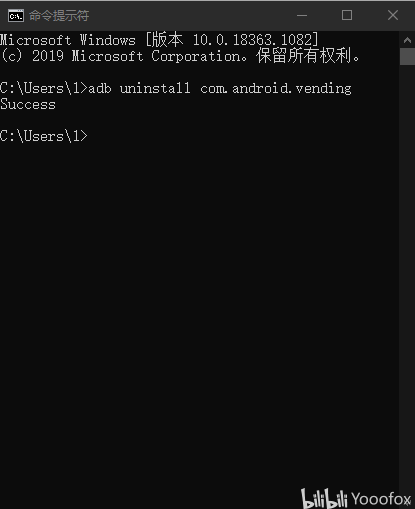 命令提示符
Microsoft Windows [版本 10.0.18363.1082]
(c) 2019 Microsoft Corporation。保留所有权利。
C:\Users\1>adb uninstall com.android.vending
Success
C:\Users\1>
bilibili Yooofox